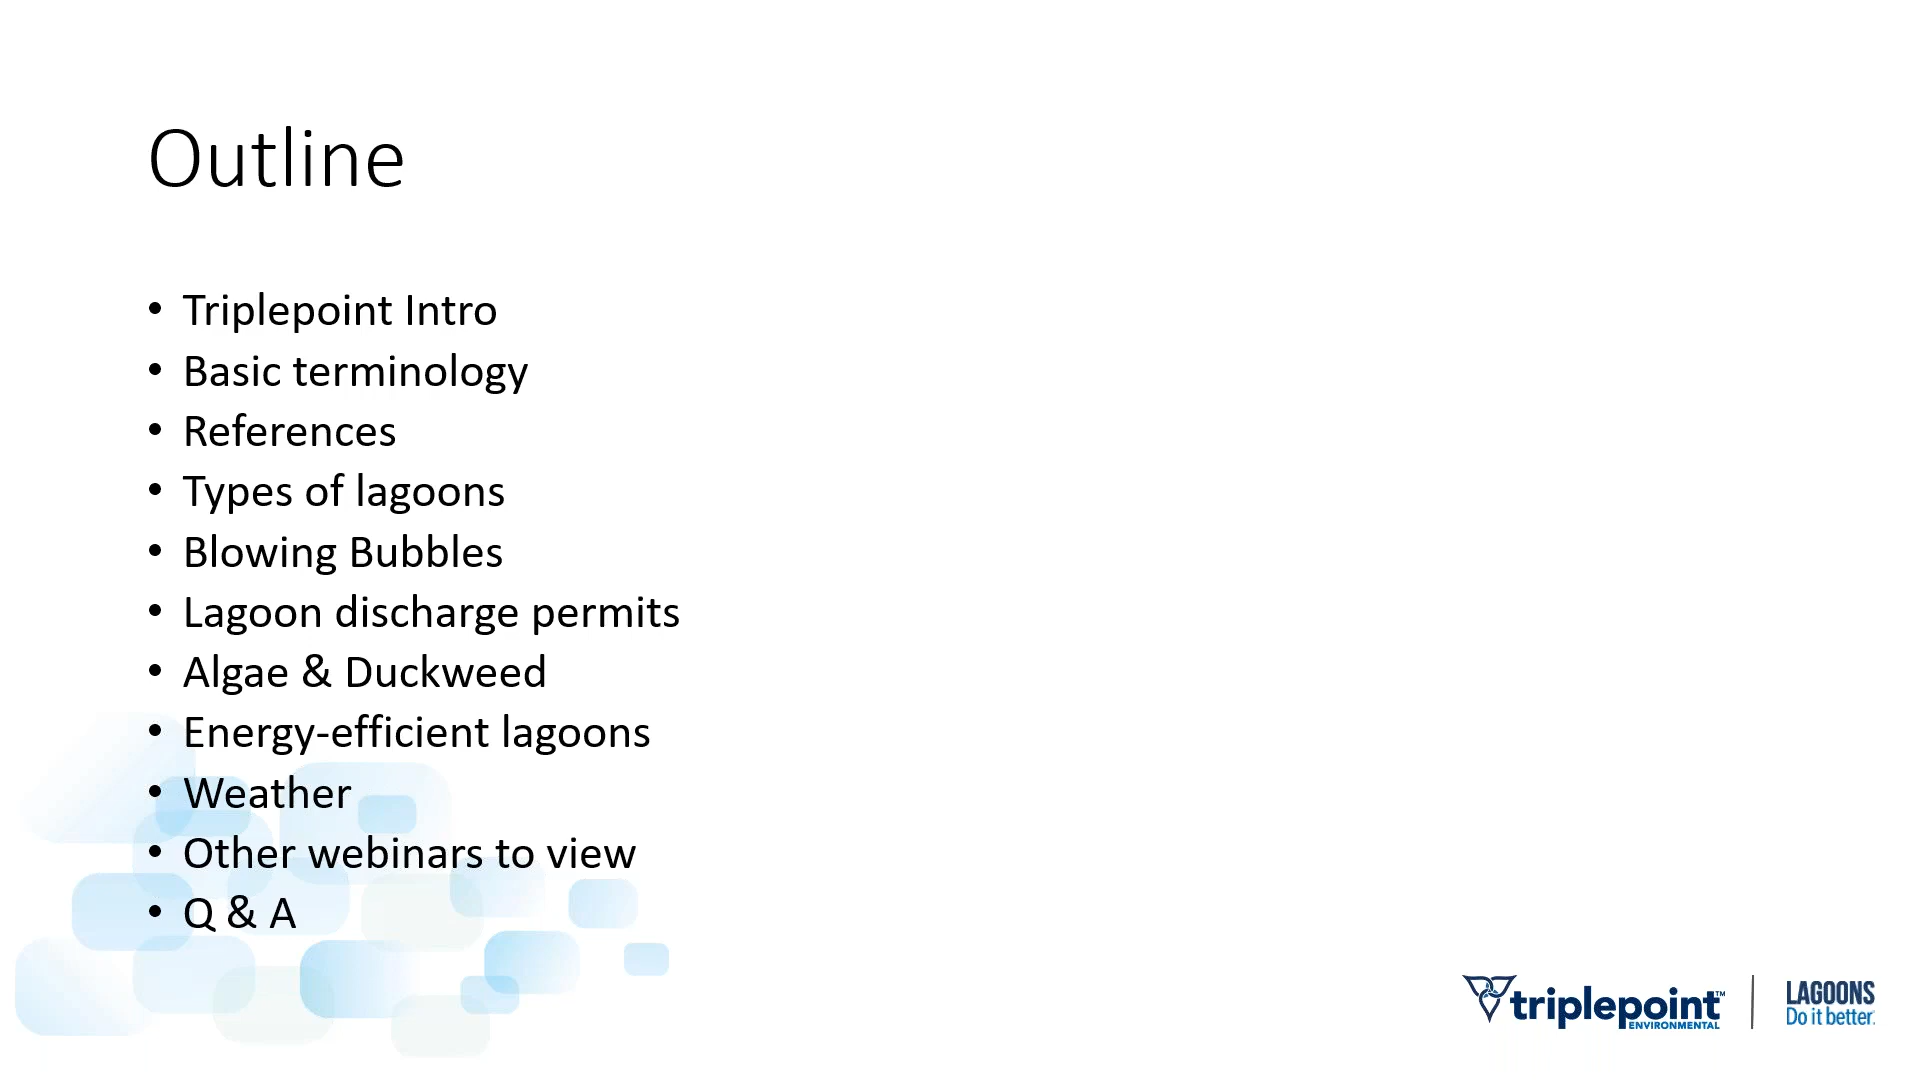 Outline
• Triplepoint Intro
• Basic terminology
• References
• Types of lagoons
• Blowing Bubbles
• Lagoon discharge permits
• Algae & Duckweed
• Energy-efficient lagoons
• Weather
• Other webinars to view
• Q & A
triplepoint™
ENVIRONMENTAL
LAGOONS
Do it better.